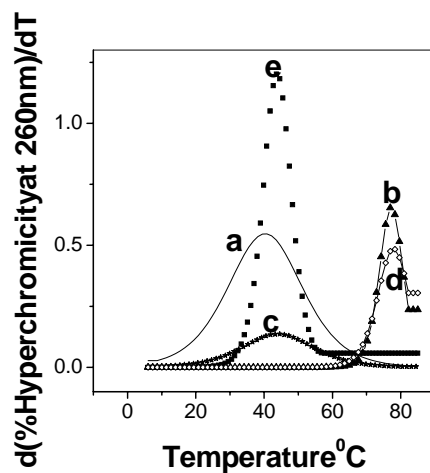 d(%Hyperchromicityat 260nm)/dT
1.0
0.5
0.0
e
b
a
d
c
0 20 40 60 80
Temperature⁰C